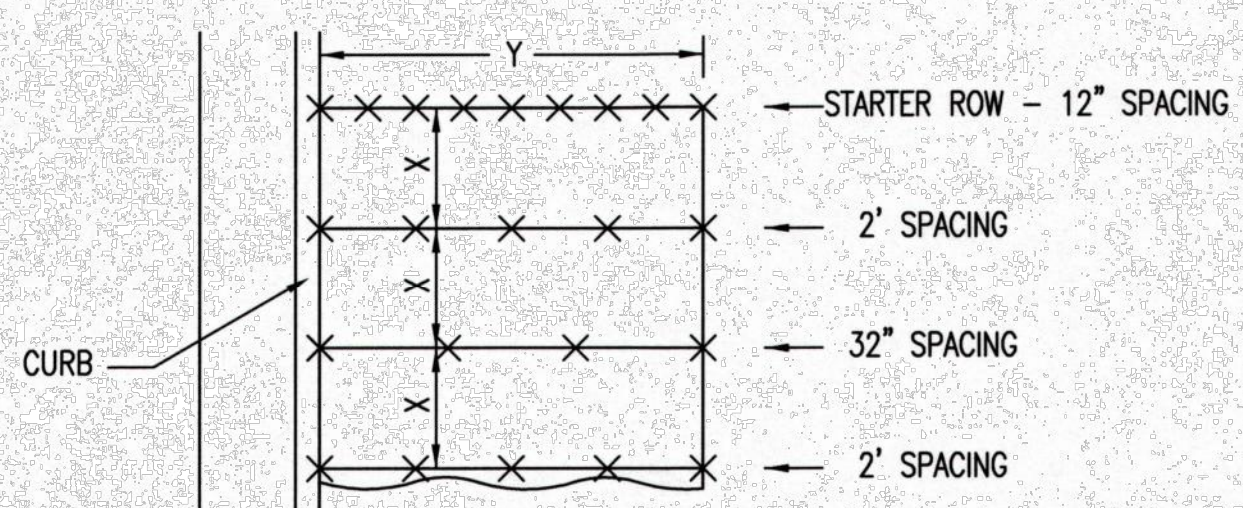 Y
STARTER ROW - 12" SPACING
X
2' SPACING
X
32" SPACING
CURB
X
2' SPACING